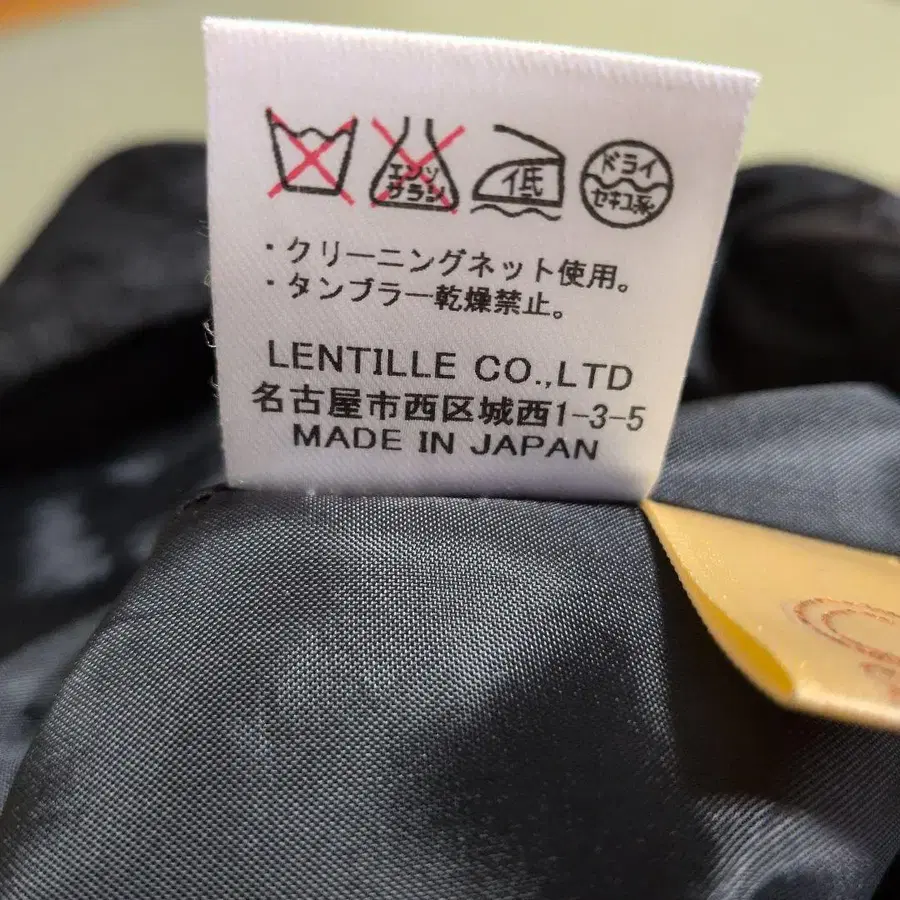 エンソ
サラシ
低
ドライ
セキユ系
・クリーニングネット使用。
・タンブラー乾燥禁止。
LENTILLE CO.,LTD
名古屋市西区城西1-3-5
MADE IN JAPAN